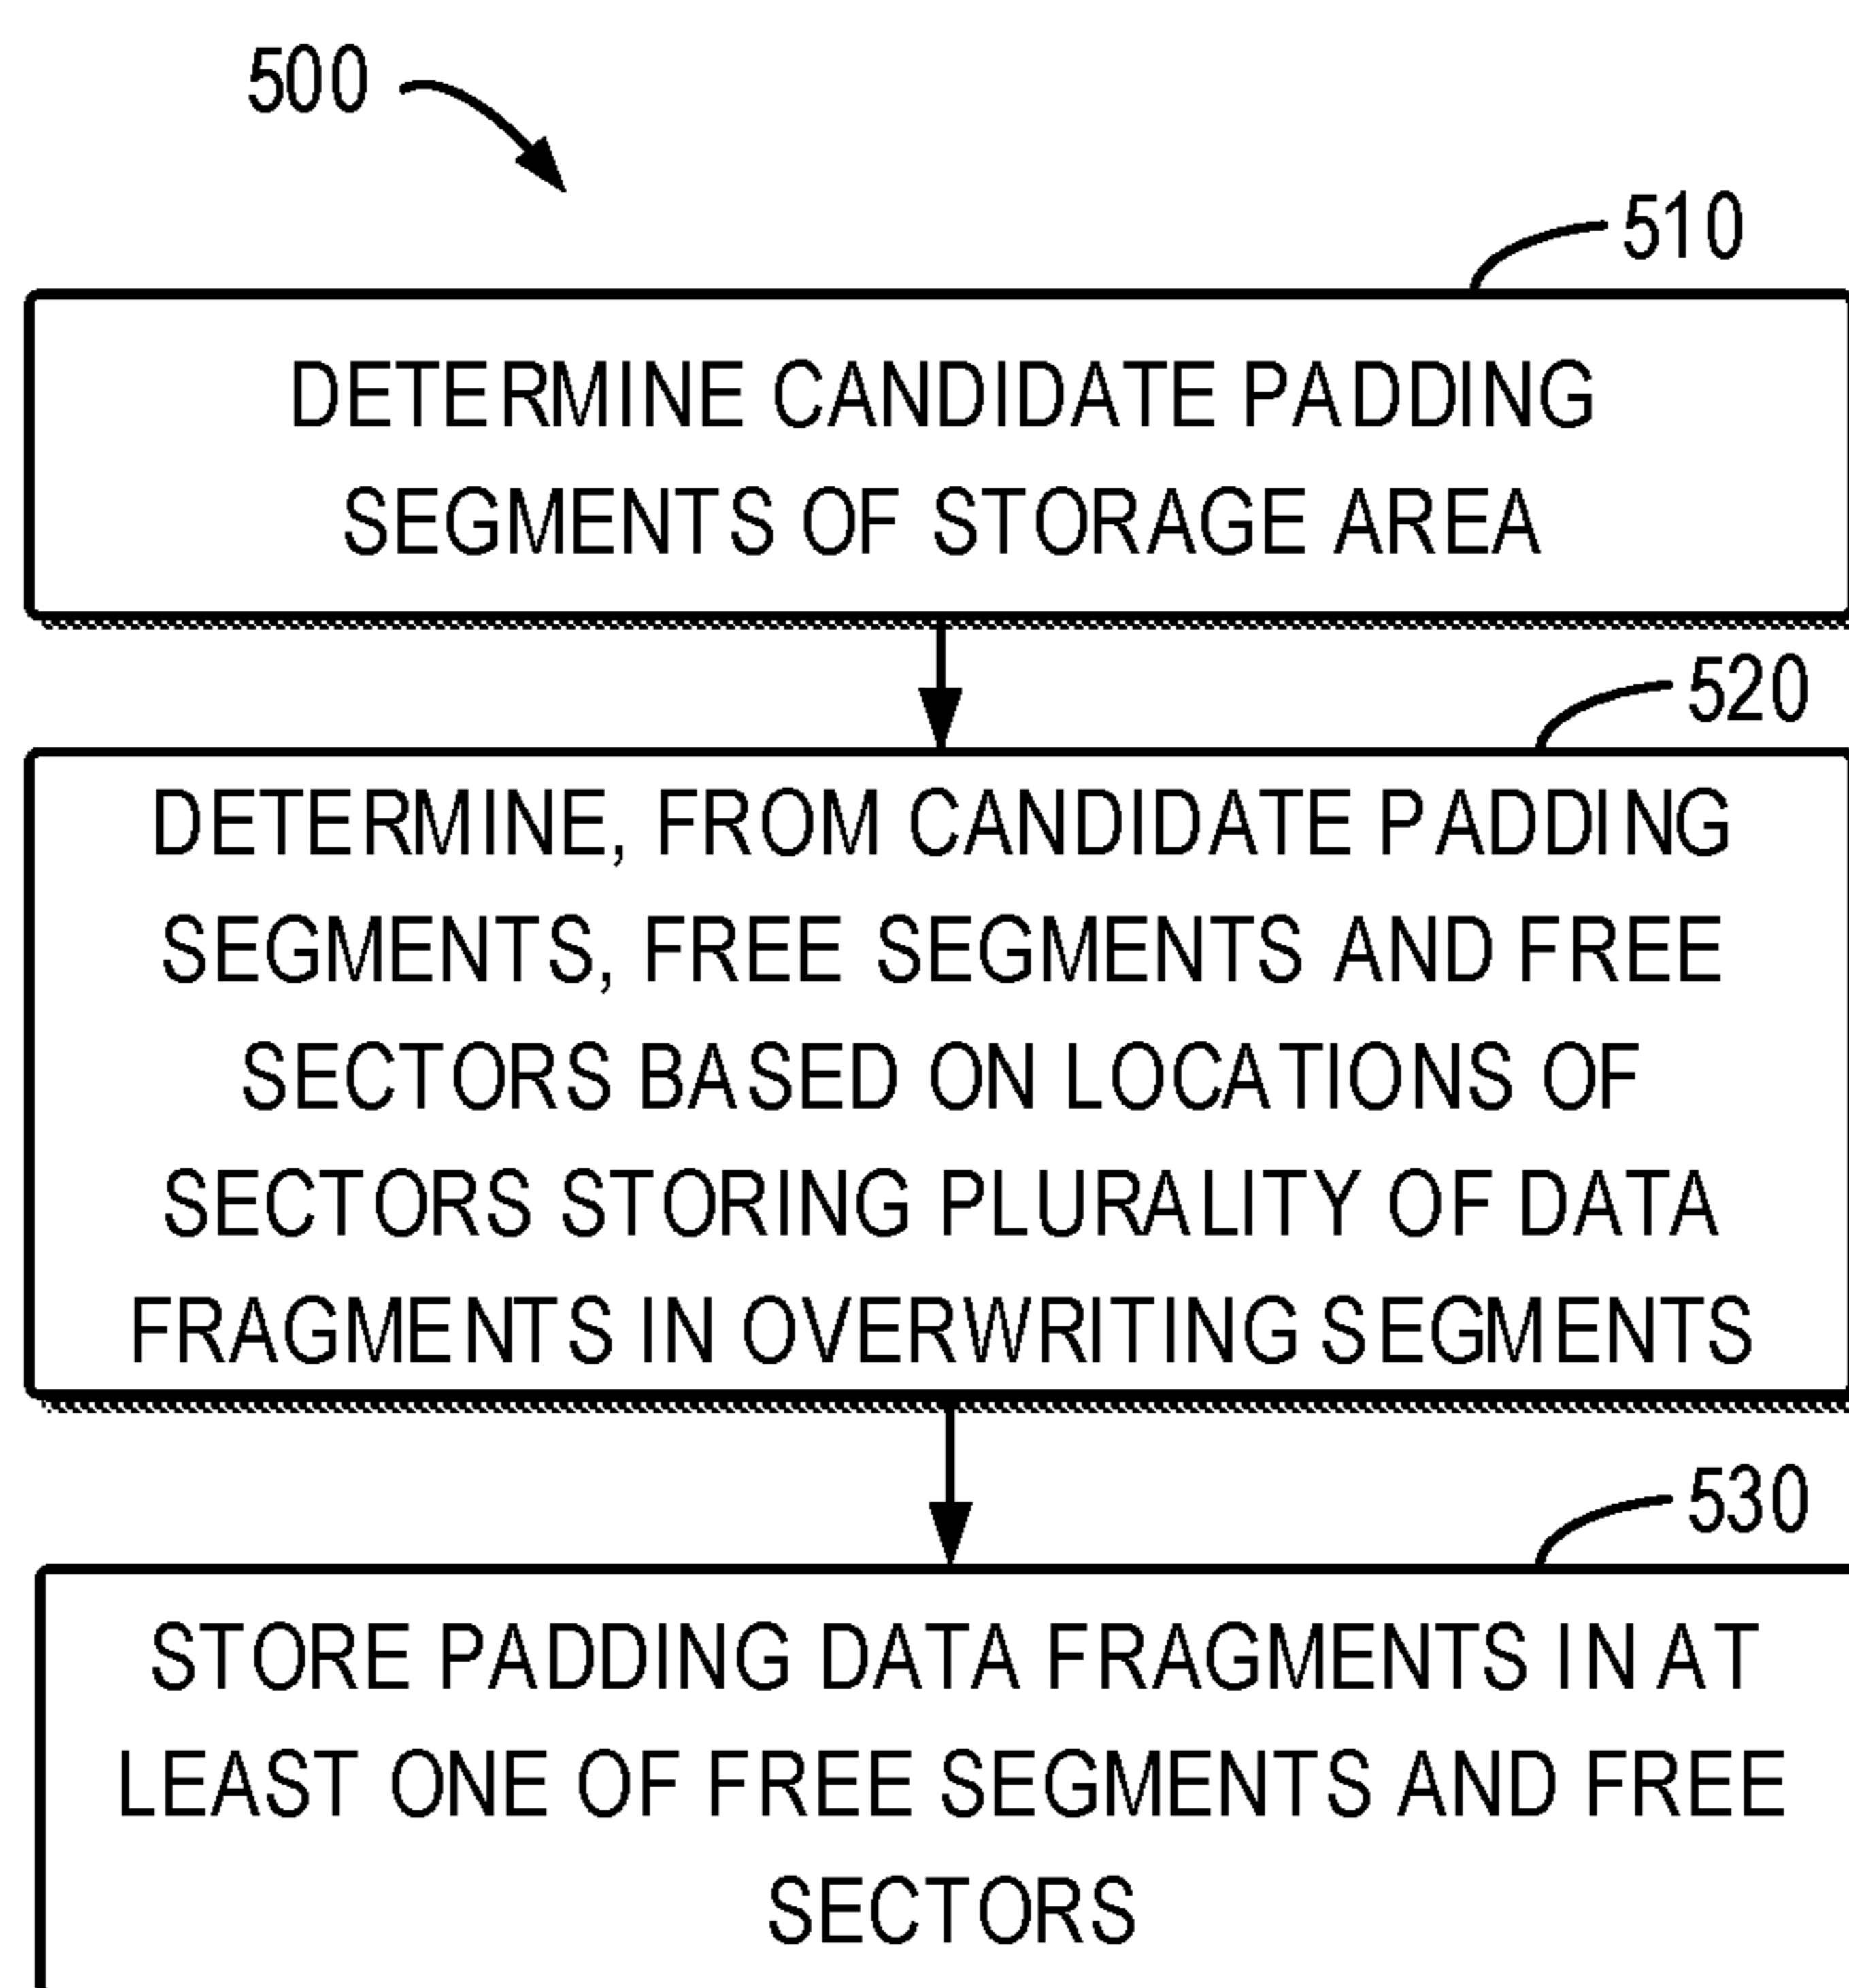 500
510
DETERMINE CANDIDATE PADDING
SEGMENTS OF STORAGE AREA
520
DETERMINE, FROM CANDIDATE PADDING
SEGMENTS, FREE SEGMENTS AND FREE
SECTORS BASED ON LOCATIONS OF
SECTORS STORING PLURALITY OF DATA
FRAGMENTS IN OVERWRITING SEGMENTS
530
STORE PADDING DATA FRAGMENTS IN AT
LEAST ONE OF FREE SEGMENTS AND FREE
SECTORS